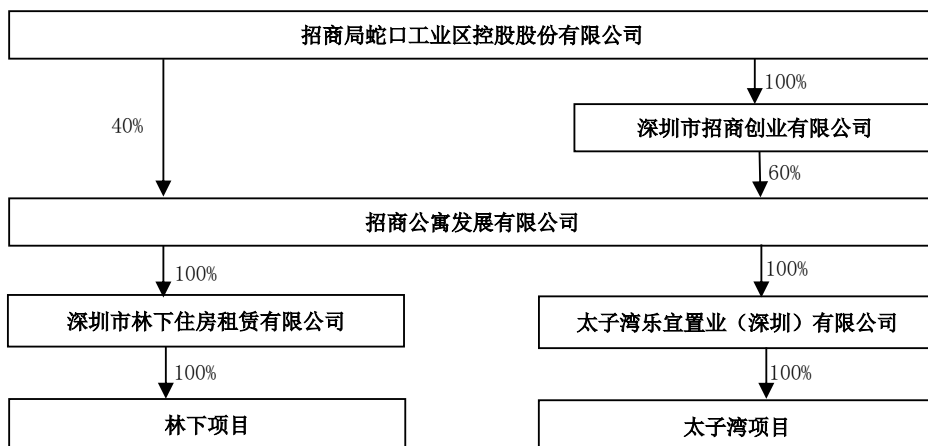 招商局蛇口工业区控股股份有限公司
100%
40%
深圳市招商创业有限公司
60%
招商公寓发展有限公司
100%
100%
深圳市林下住房租赁有限公司
太子湾乐宜置业（深圳）有限公司
100%
100%
林下项目
太子湾项目